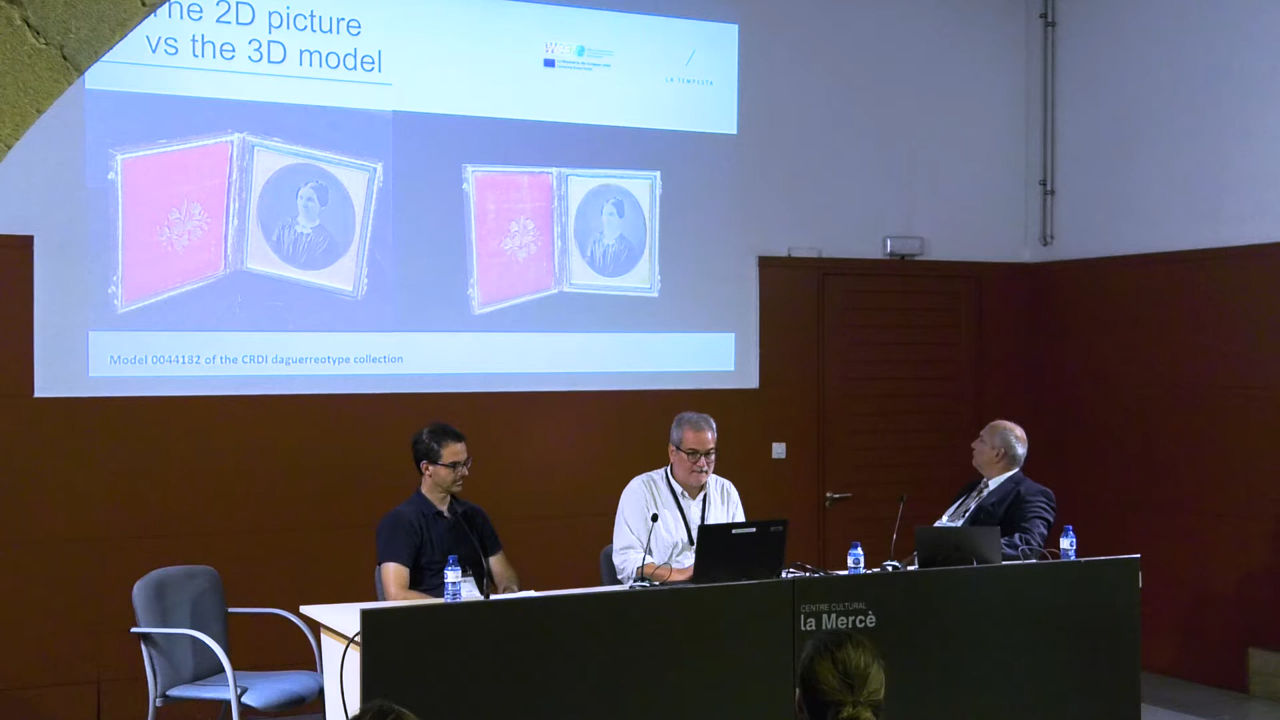 The 2D picture
vs the 3D model
LA TEMPESTA
Model 0044182 of the CRDI daguerreotype collection
CENTRE CULTURAL
la Mercè